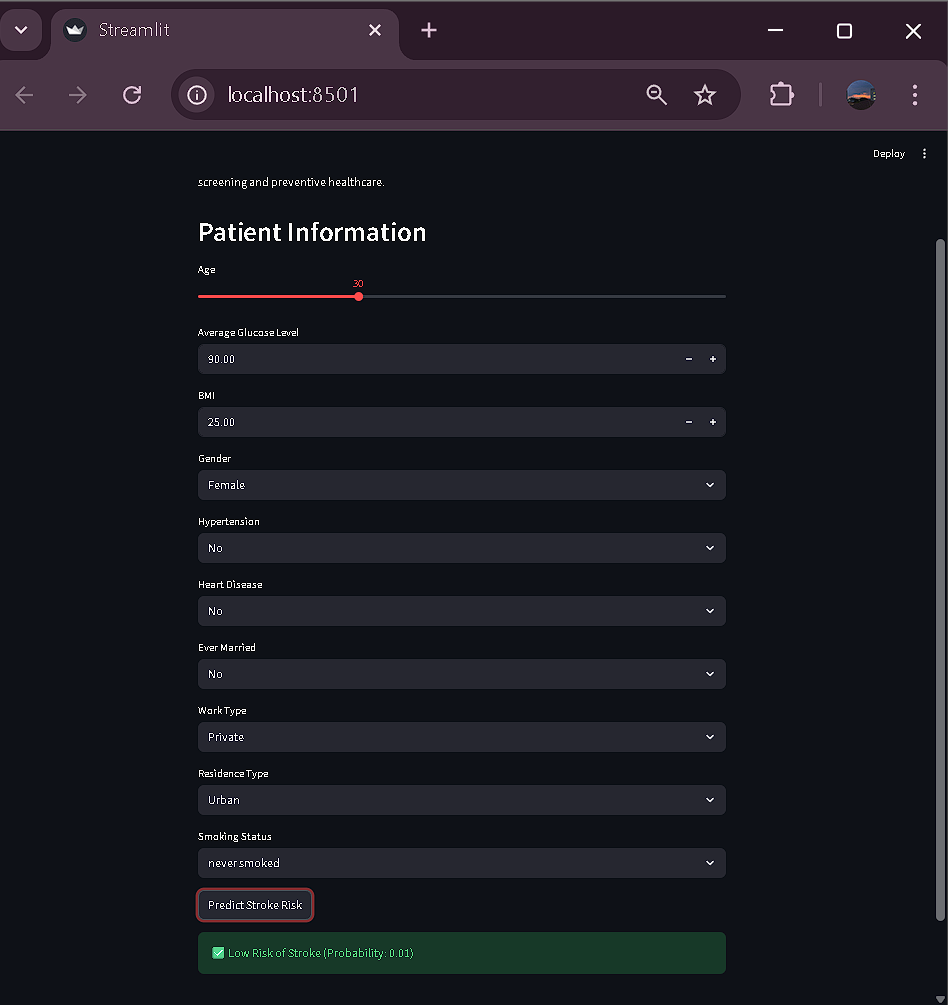 Streamlit
localhost:8501
Deploy
screening and preventive healthcare.
Patient Information
Age
30
Average Glucose Level
90.00
BMI
25.00
Gender
Female
Hypertension
No
Heart Disease
No
Ever Married
No
Work Type
Private
Residence Type
Urban
Smoking Status
never smoked
Predict Stroke Risk
✅ Low Risk of Stroke (Probability: 0.01)